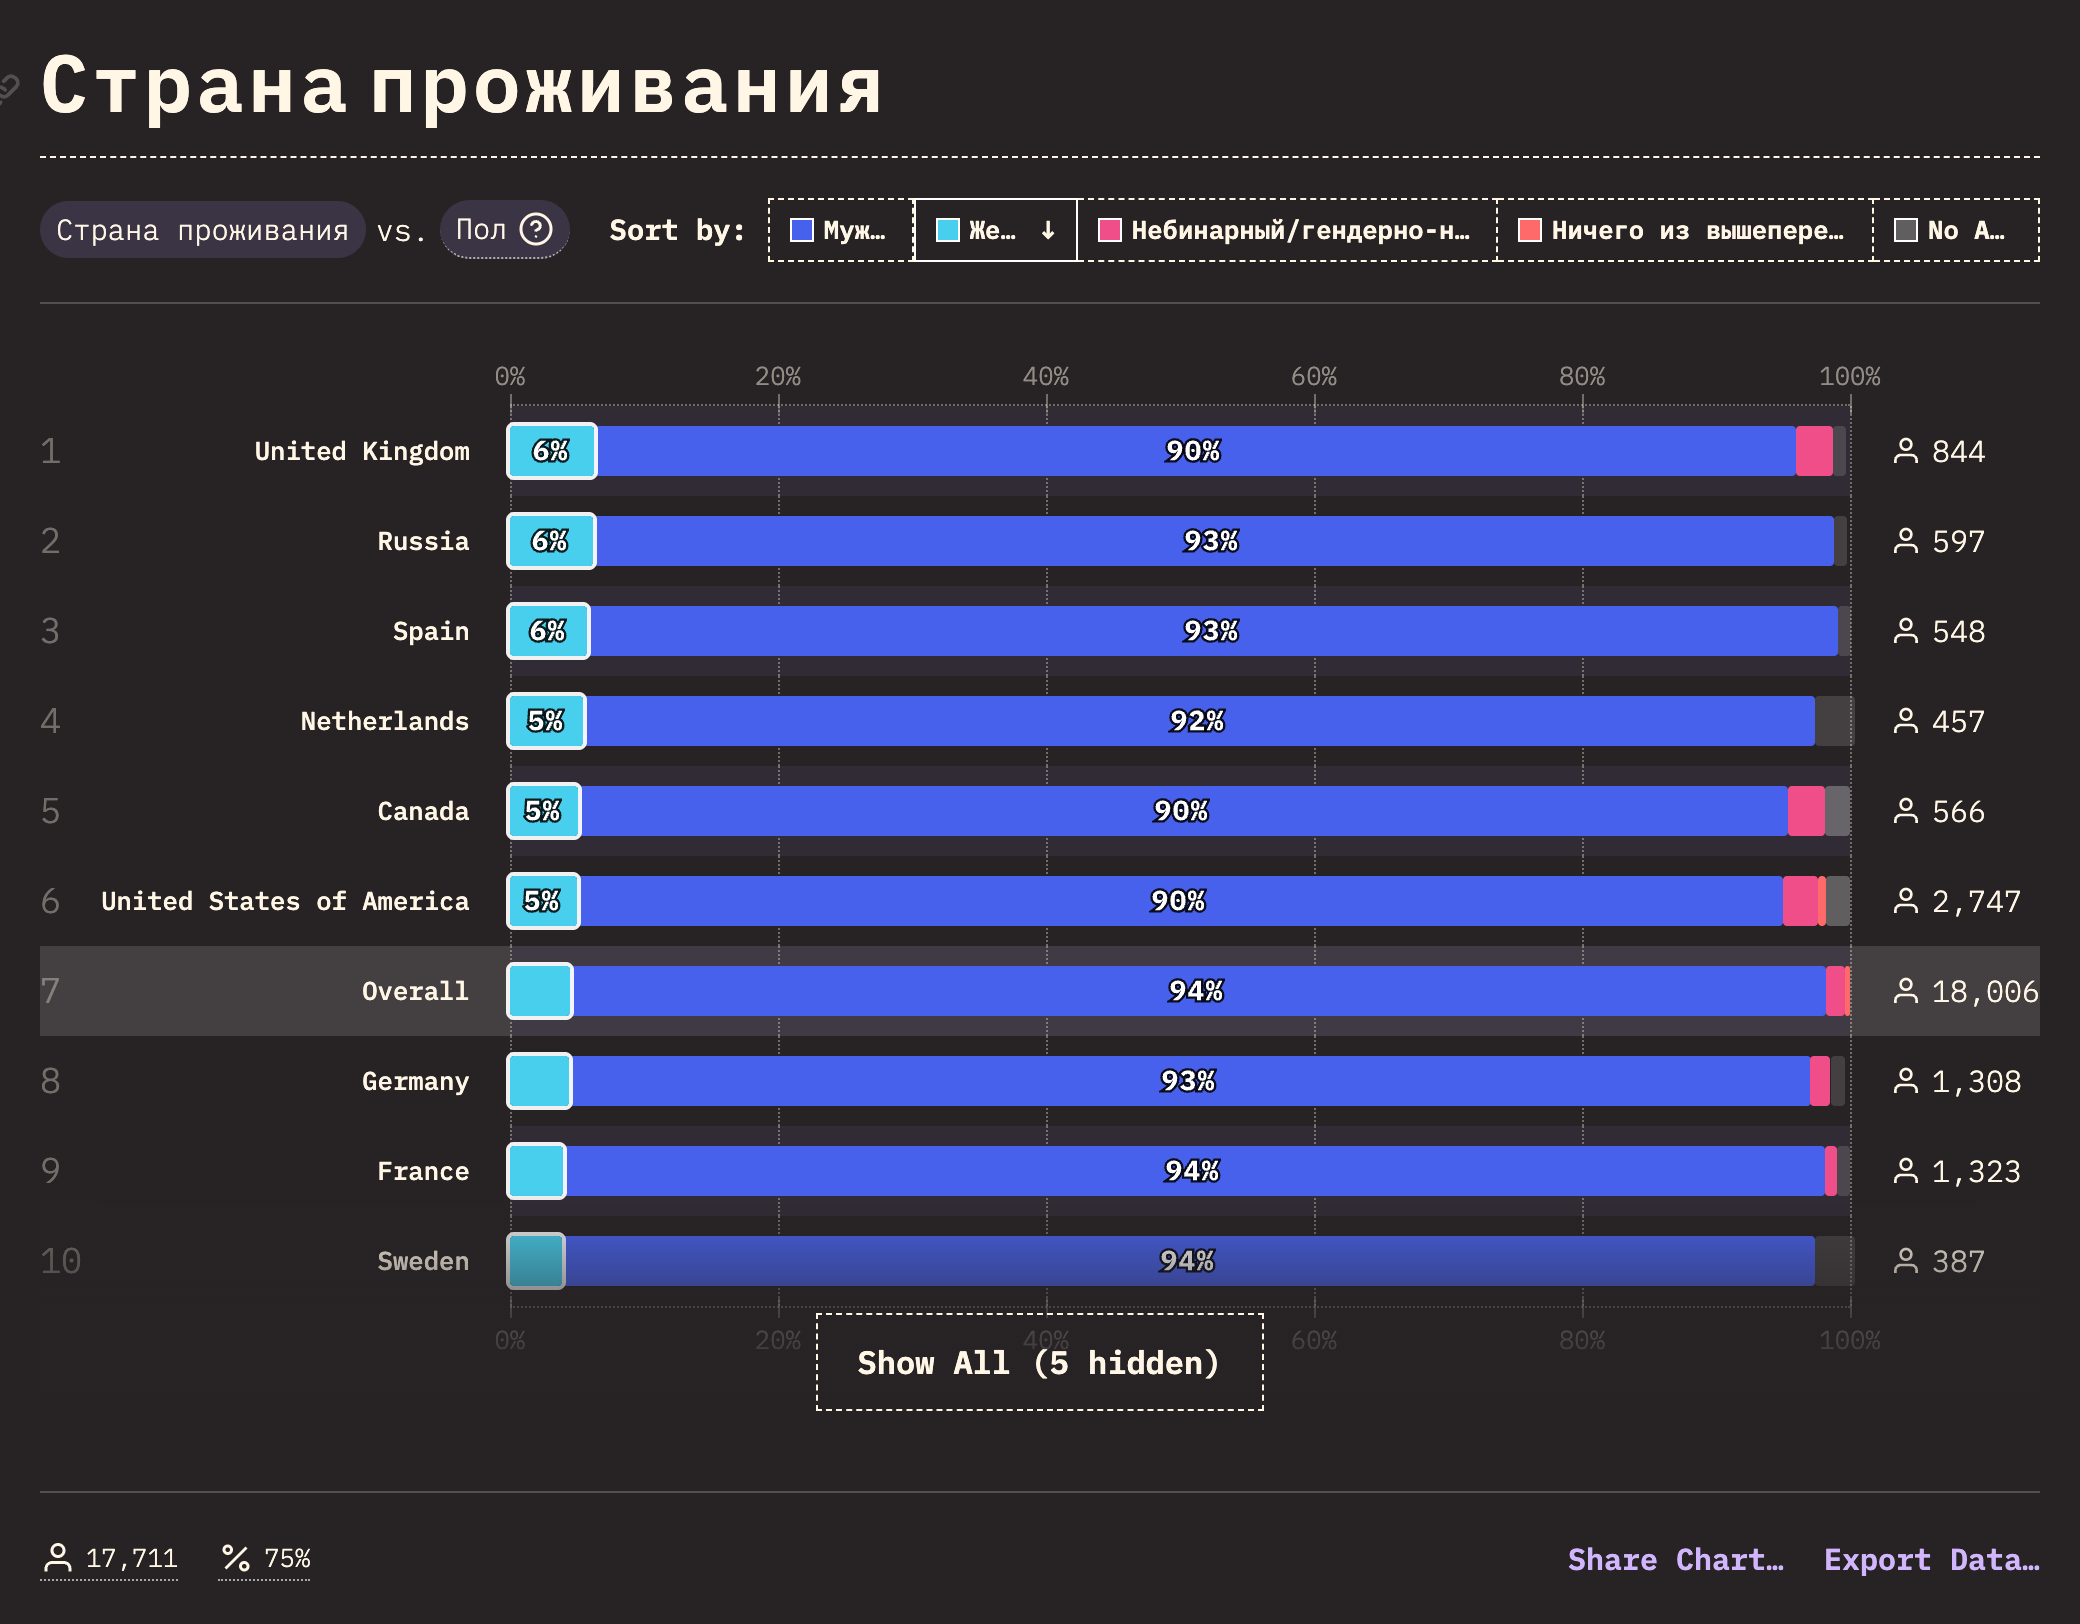 Страна проживания
Страна проживания vs. Пол Sort by: Муж… Же… ↓ Небинарный/гендерно-н… Ничего из вышепере… No A…
0% 20% 40% 60% 80% 100%
1 United Kingdom 6% 90% 844
2 Russia 6% 93% 597
3 Spain 6% 93% 548
4 Netherlands 5% 92% 457
5 Canada 5% 90% 566
6 United States of America 5% 90% 2,747
7 Overall 94% 18,006
8 Germany 93% 1,308
9 France 94% 1,323
10 Sweden 94% 387
0% 20% 40% 60% 80% 100%
Show All (5 hidden)
17,711 75% Share Chart… Export Data…